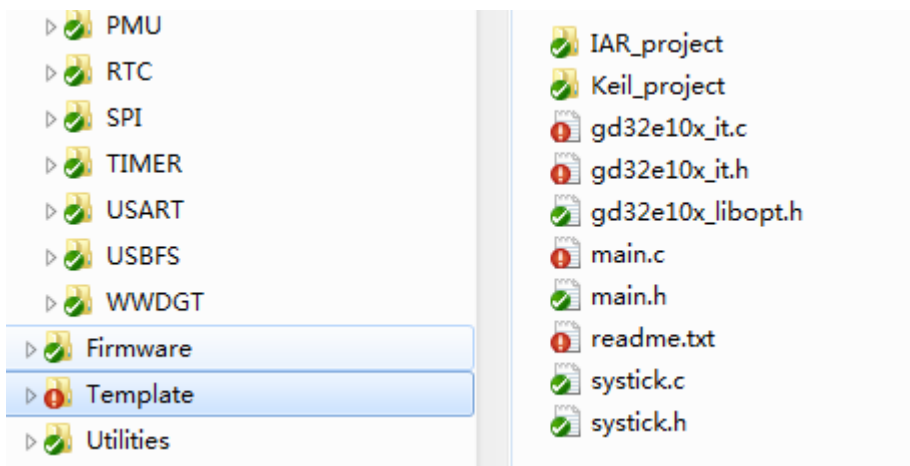 PMU
RTC
SPI
TIMER
USART
USBFS
WWDGT
Firmware
Template
Utilities
IAR_project
Keil_project
gd32e10x_it.c
gd32e10x_it.h
gd32e10x_libopt.h
main.c
main.h
readme.txt
systick.c
systick.h